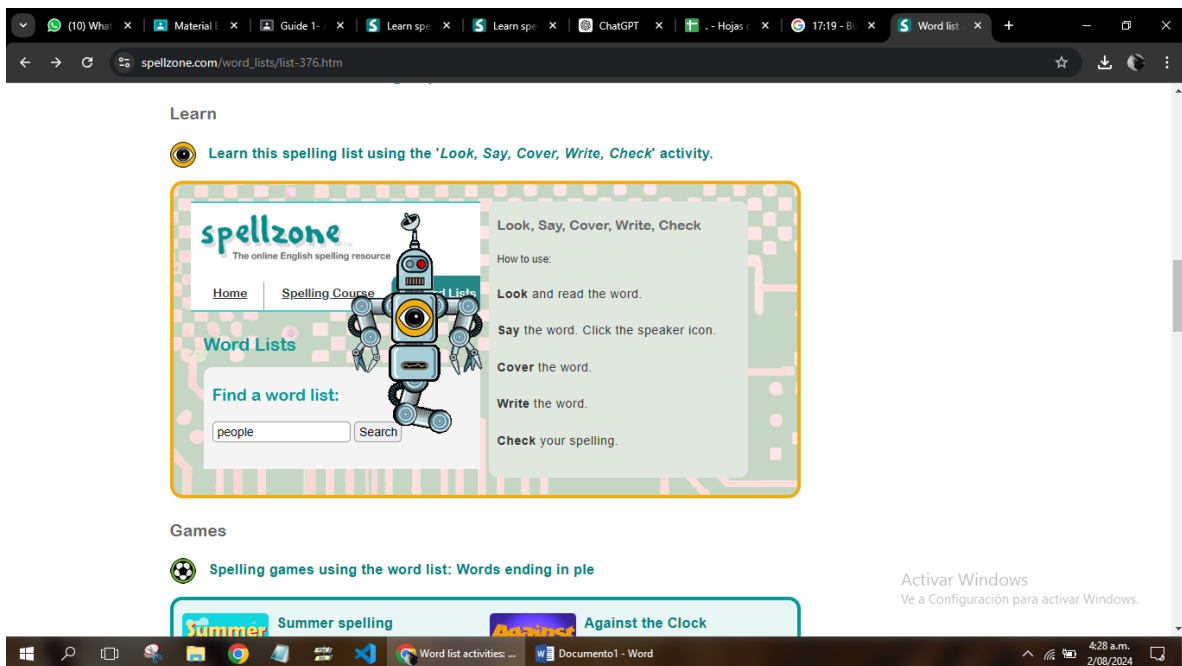 (10) What
Material E
Guide 1- A
Learn spe
Learn spe
ChatGPT
. - Hojas c
17:19 - Bu
Word list
spellzone.com/word_lists/list-376.htm
Learn
Learn this spelling list using the 'Look, Say, Cover, Write, Check' activity.
spellzone
The online English spelling resource
Home
Spelling Course
d Lists
Word Lists
Find a word list:
people
Search
Look, Say, Cover, Write, Check
How to use:
Look and read the word.
Say the word. Click the speaker icon.
Cover the word.
Write the word.
Check your spelling.
Games
Spelling games using the word list: Words ending in ple
Summer
Summer spelling
Against
Against the Clock
Activar Windows
Ve a Configuración para activar Windows.
Word list activities: ...
Documento1 - Word
4:28 a.m.
2/08/2024